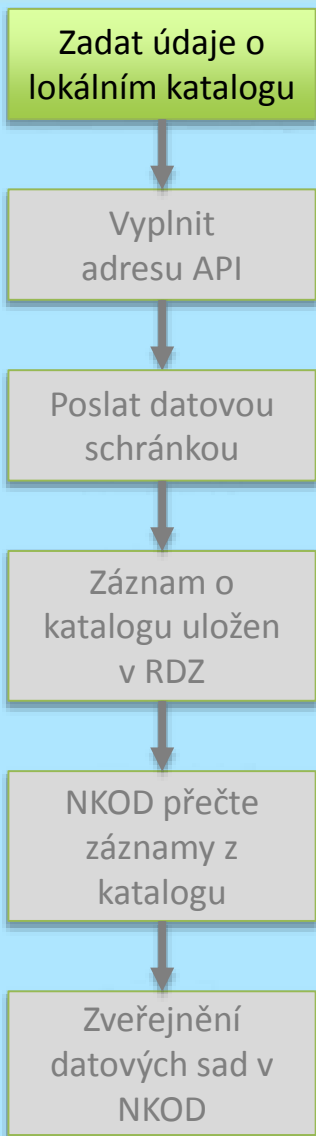 Zadat údaje o
lokálním katalogu
Vyplnit
adresu API
Poslat datovou
schránkou
Záznam o
katalogu uložen
v RDZ
NKOD přečte
záznamy z
katalogu
Zveřejnění
datových sad v
NKOD